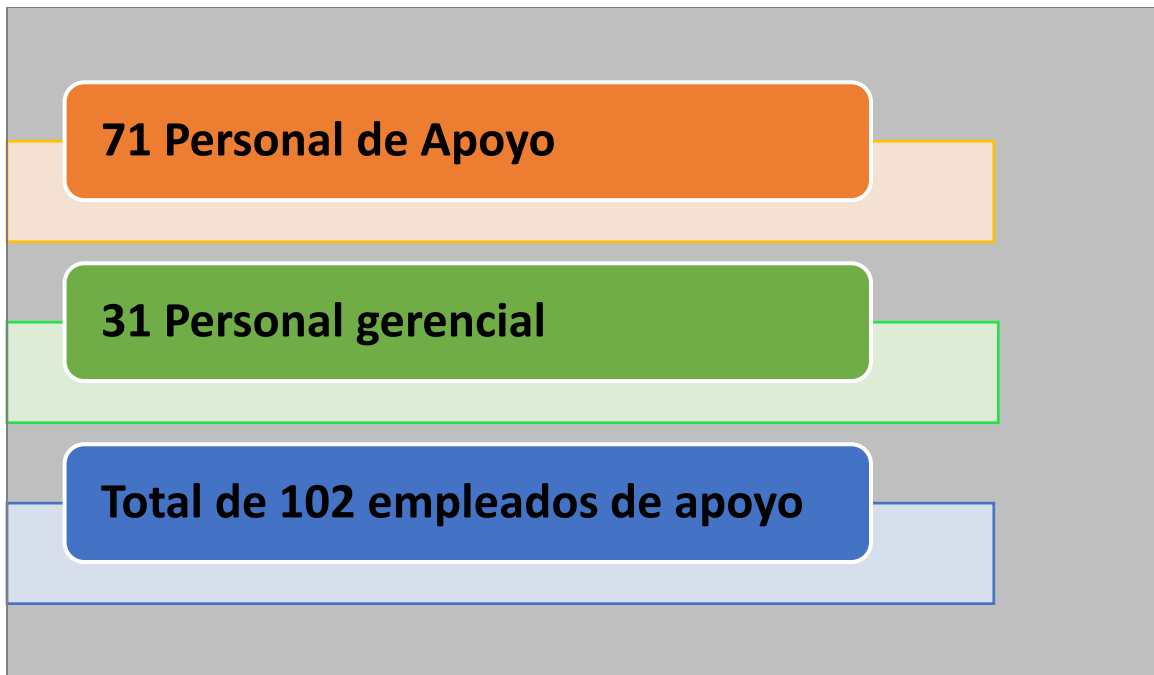 71 Personal de Apoyo
31 Personal gerencial
Total de 102 empleados de apoyo